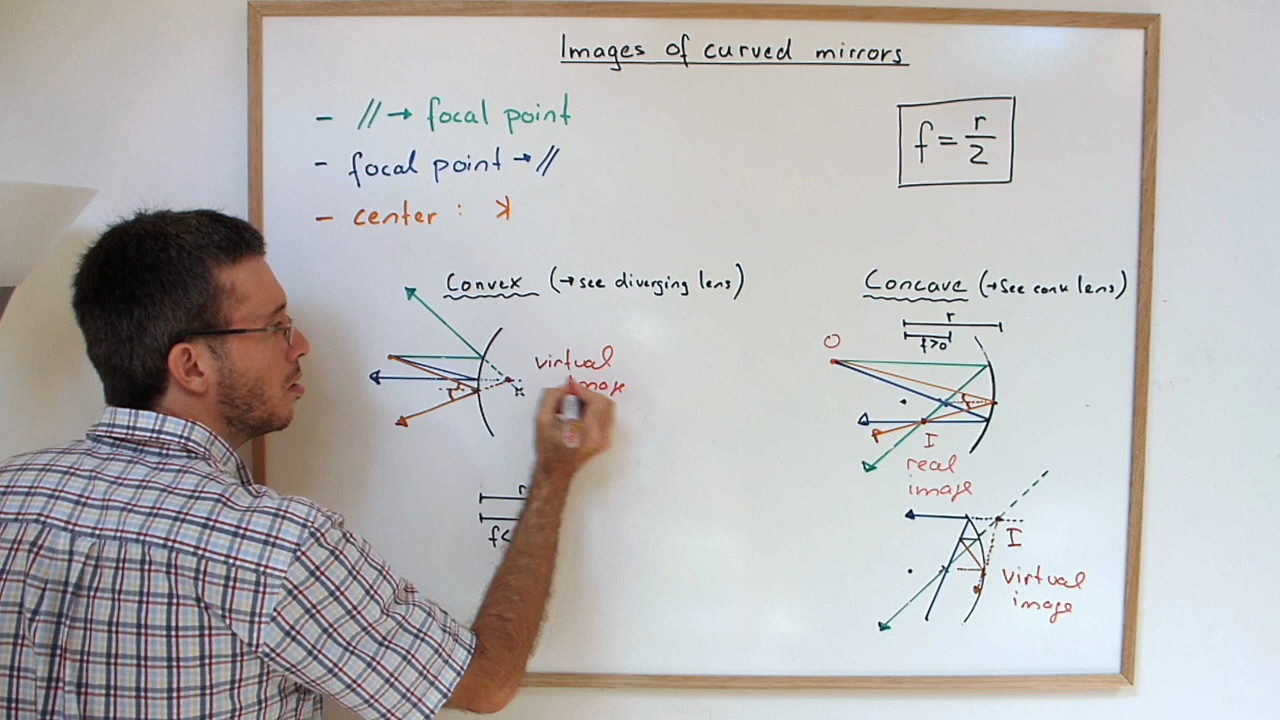 Images of curved mirrors
- // → focal point
- focal point → //
- center :
f = r/2
Convex (→ see diverging lens)
virtual
r
f<
Concave (→ See conv lens)
r
f>0
O
I
real
image
I
virtual
image